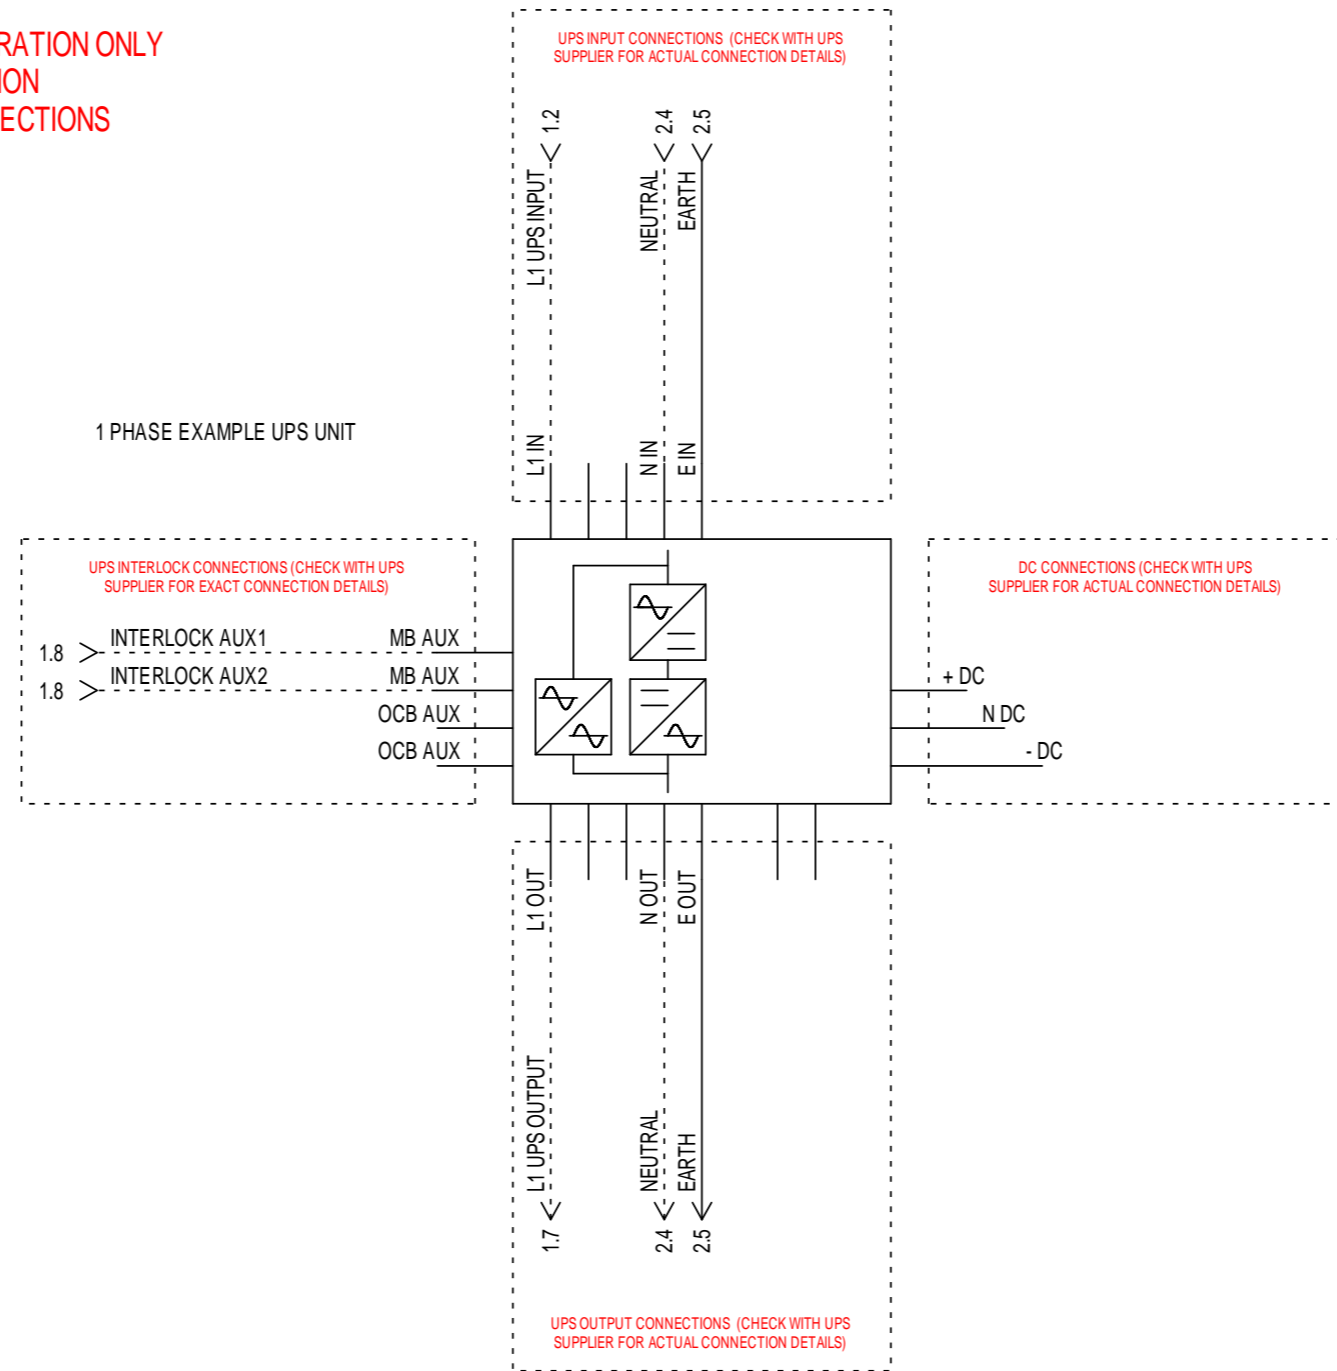 RATION ONLY
ION
ECTIONS
UPS INPUT CONNECTIONS (CHECK WITH UPS
SUPPLIER FOR ACTUAL CONNECTION DETAILS)
1.2
2.4
2.5
L1 UPS INPUT
NEUTRAL
EARTH
1 PHASE EXAMPLE UPS UNIT
L1 IN
N IN
E IN
UPS INTERLOCK CONNECTIONS (CHECK WITH UPS
SUPPLIER FOR EXACT CONNECTION DETAILS)
1.8
INTERLOCK AUX1
MB AUX
1.8
INTERLOCK AUX2
MB AUX
OCB AUX
OCB AUX
DC CONNECTIONS (CHECK WITH UPS
SUPPLIER FOR ACTUAL CONNECTION DETAILS)
+ DC
N DC
- DC
L1 OUT
N OUT
E OUT
L1 UPS OUTPUT
NEUTRAL
EARTH
1.7
2.4
2.5
UPS OUTPUT CONNECTIONS (CHECK WITH UPS
SUPPLIER FOR ACTUAL CONNECTION DETAILS)